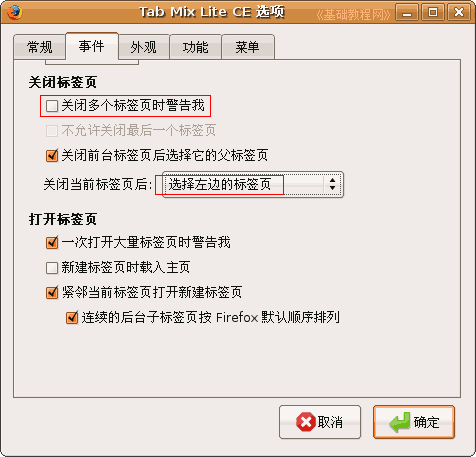 Tab Mix Lite CE 选项
《基础教程网》
常规 事件 外观 功能 菜单
关闭标签页
关闭多个标签页时警告我
不允许关闭最后一个标签页
关闭前台标签页后选择它的父标签页
关闭当前标签页后: 选择左边的标签页
打开标签页
一次打开大量标签页时警告我
新建标签页时载入主页
紧邻当前标签页打开新建标签页
连续的后台子标签页按 Firefox 默认顺序排列
取消 确定